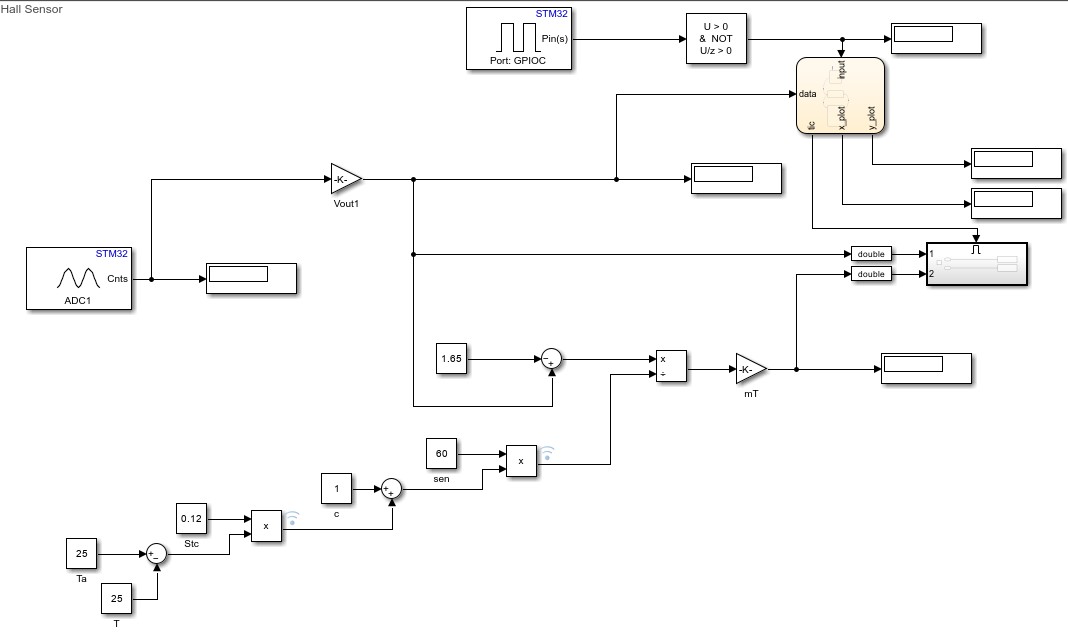 Hall Sensor
STM32
Pin(s)
Port: GPIOC
U > 0
& NOT
U/z > 0
input
data
tic
x_plot
y_plot
-K-
Vout1
STM32
Cnts
ADC1
double
1
double
2
1.65
−
+
x
÷
-K-
mT
60
sen
x
1
c
+
+
0.12
Stc
x
25
Ta
+
−
25
T